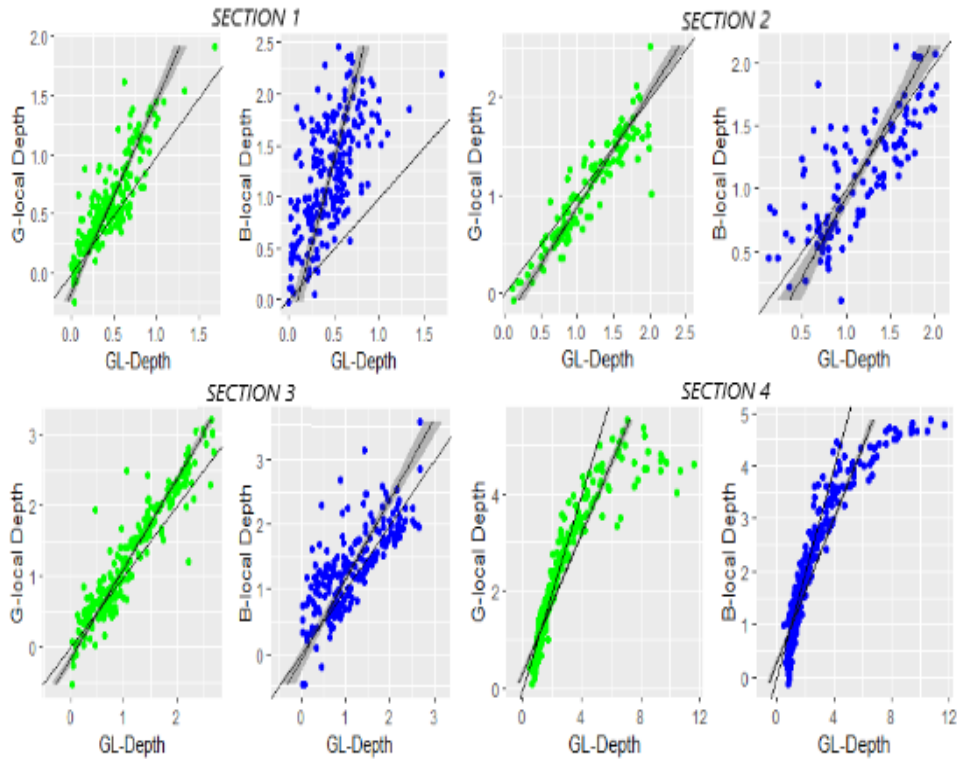 SECTION 1
SECTION 2
2.0
1.5
1.0
0.5
0.0
G-local Depth
0.0 0.5 1.0 1.5
GL-Depth
2.5
2.0
1.5
1.0
0.5
0.0
B-local Depth
0.0 0.5 1.0 1.5
GL-Depth
2
1
0
G-local Depth
0.0 0.5 1.0 1.5 2.0 2.5
GL-Depth
2.0
1.5
1.0
0.5
B-local Depth
0.5 1.0 1.5 2.0
GL-Depth
SECTION 3
SECTION 4
3
2
1
0
G-local Depth
0 1 2
GL-Depth
3
2
1
0
B-local Depth
0 1 2 3
GL-Depth
4
2
0
G-local Depth
0 4 8 12
GL-Depth
5
4
3
2
1
0
B-local Depth
0 4 8 12
GL-Depth